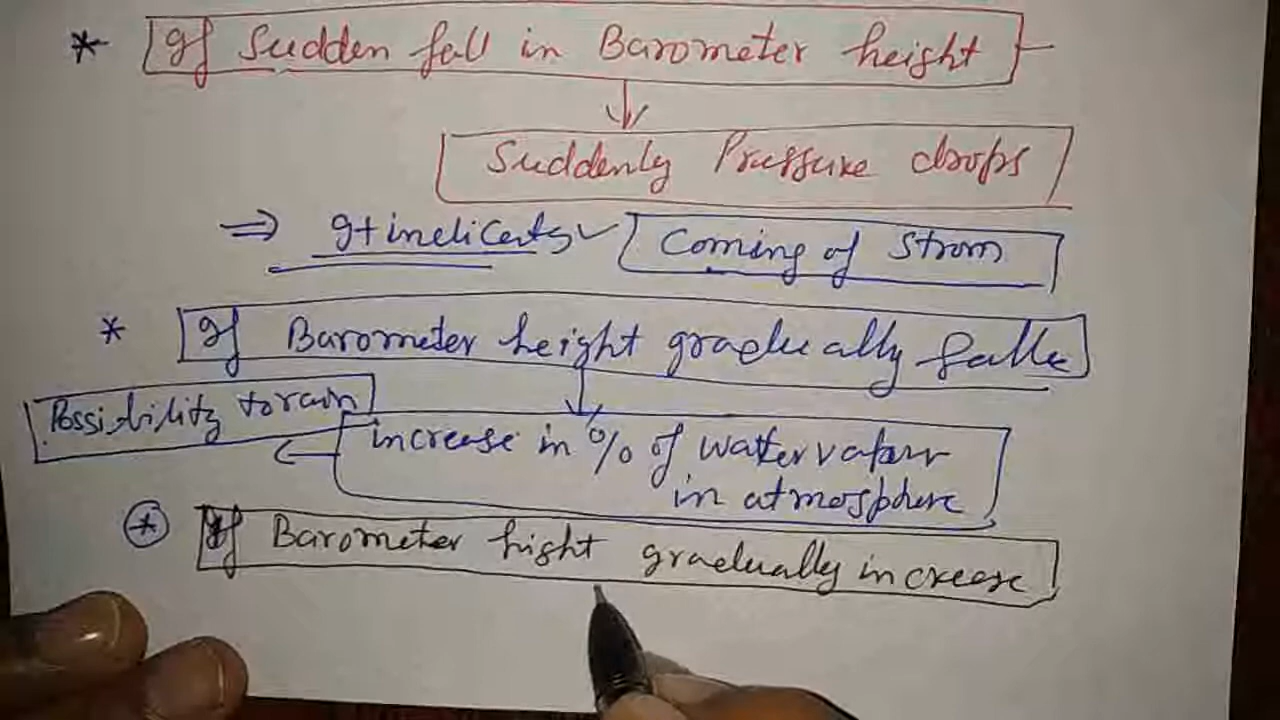 * If Sudden fall in Barometer height
Suddenly Pressure drops
⇒ It indicates Coming of Strom
* If Barometer height gradually falls
Possibility to rain
increase in % of water vapour
in atmosphere
* If Barometer hight gradually increase